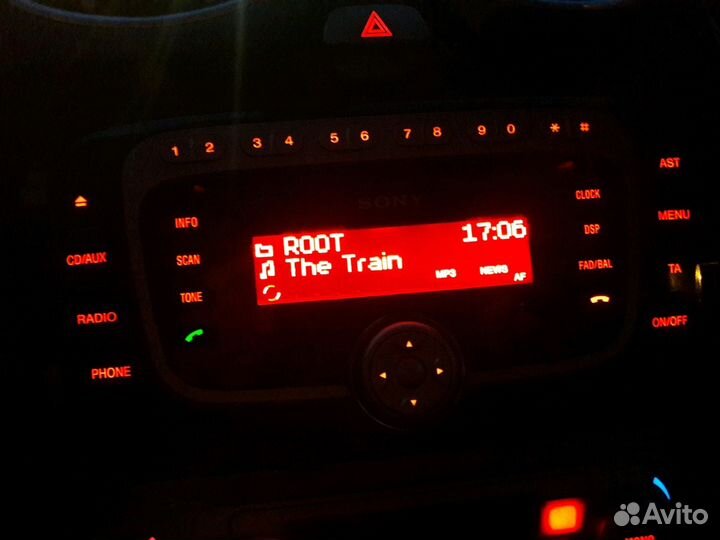 1 2 3 4 5 6 7 8 9 0 * #
AST
SONY
CLOCK
INFO
MENU
ROOT 17:06
DSP
CD/AUX
SCAN
The Train
FAD/BAL
TA
MP3 NEWS AF
TONE
RADIO
ON/OFF
PHONE
Avito